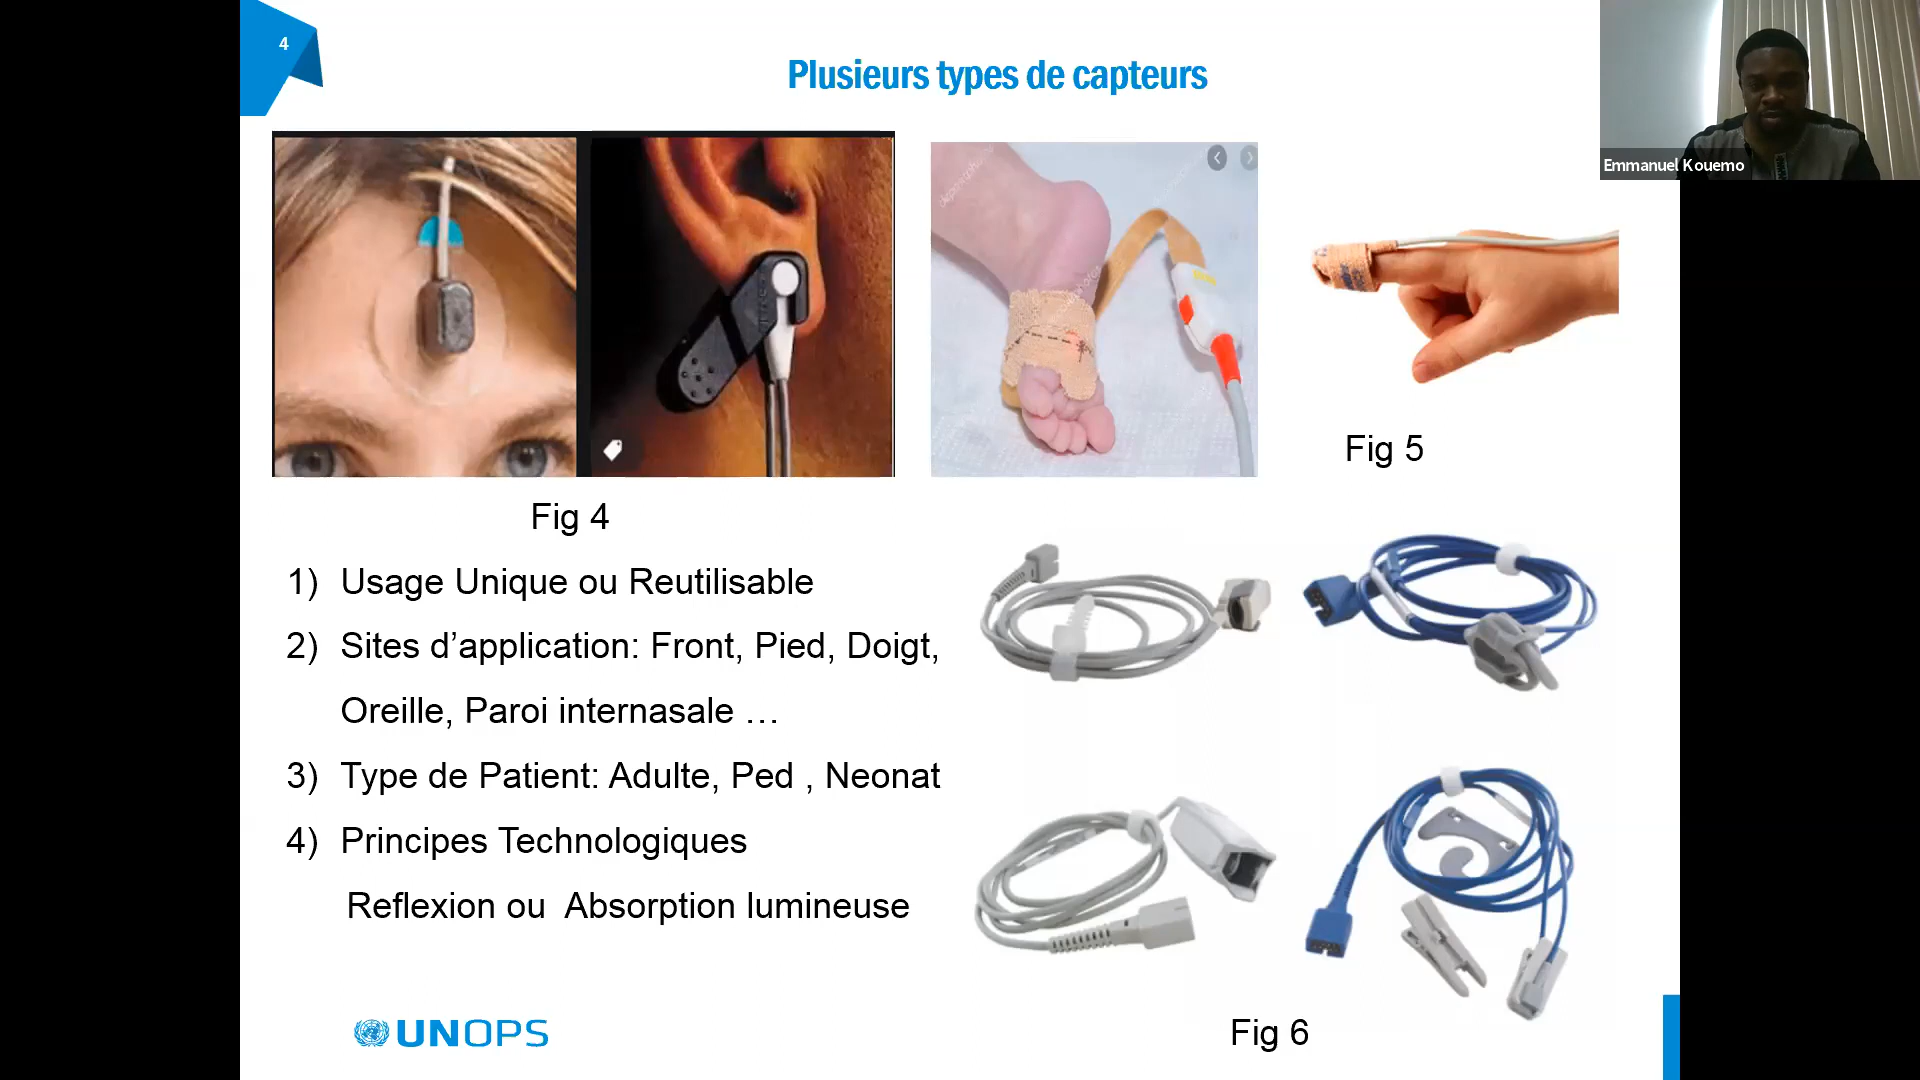 4
Plusieurs types de capteurs
Emmanuel Kouemo
Fig 4
Fig 5
1) Usage Unique ou Reutilisable
2) Sites d’application: Front, Pied, Doigt,
Oreille, Paroi internasale …
3) Type de Patient: Adulte, Ped , Neonat
4) Principes Technologiques
Reflexion ou Absorption lumineuse
Fig 6
UNOPS